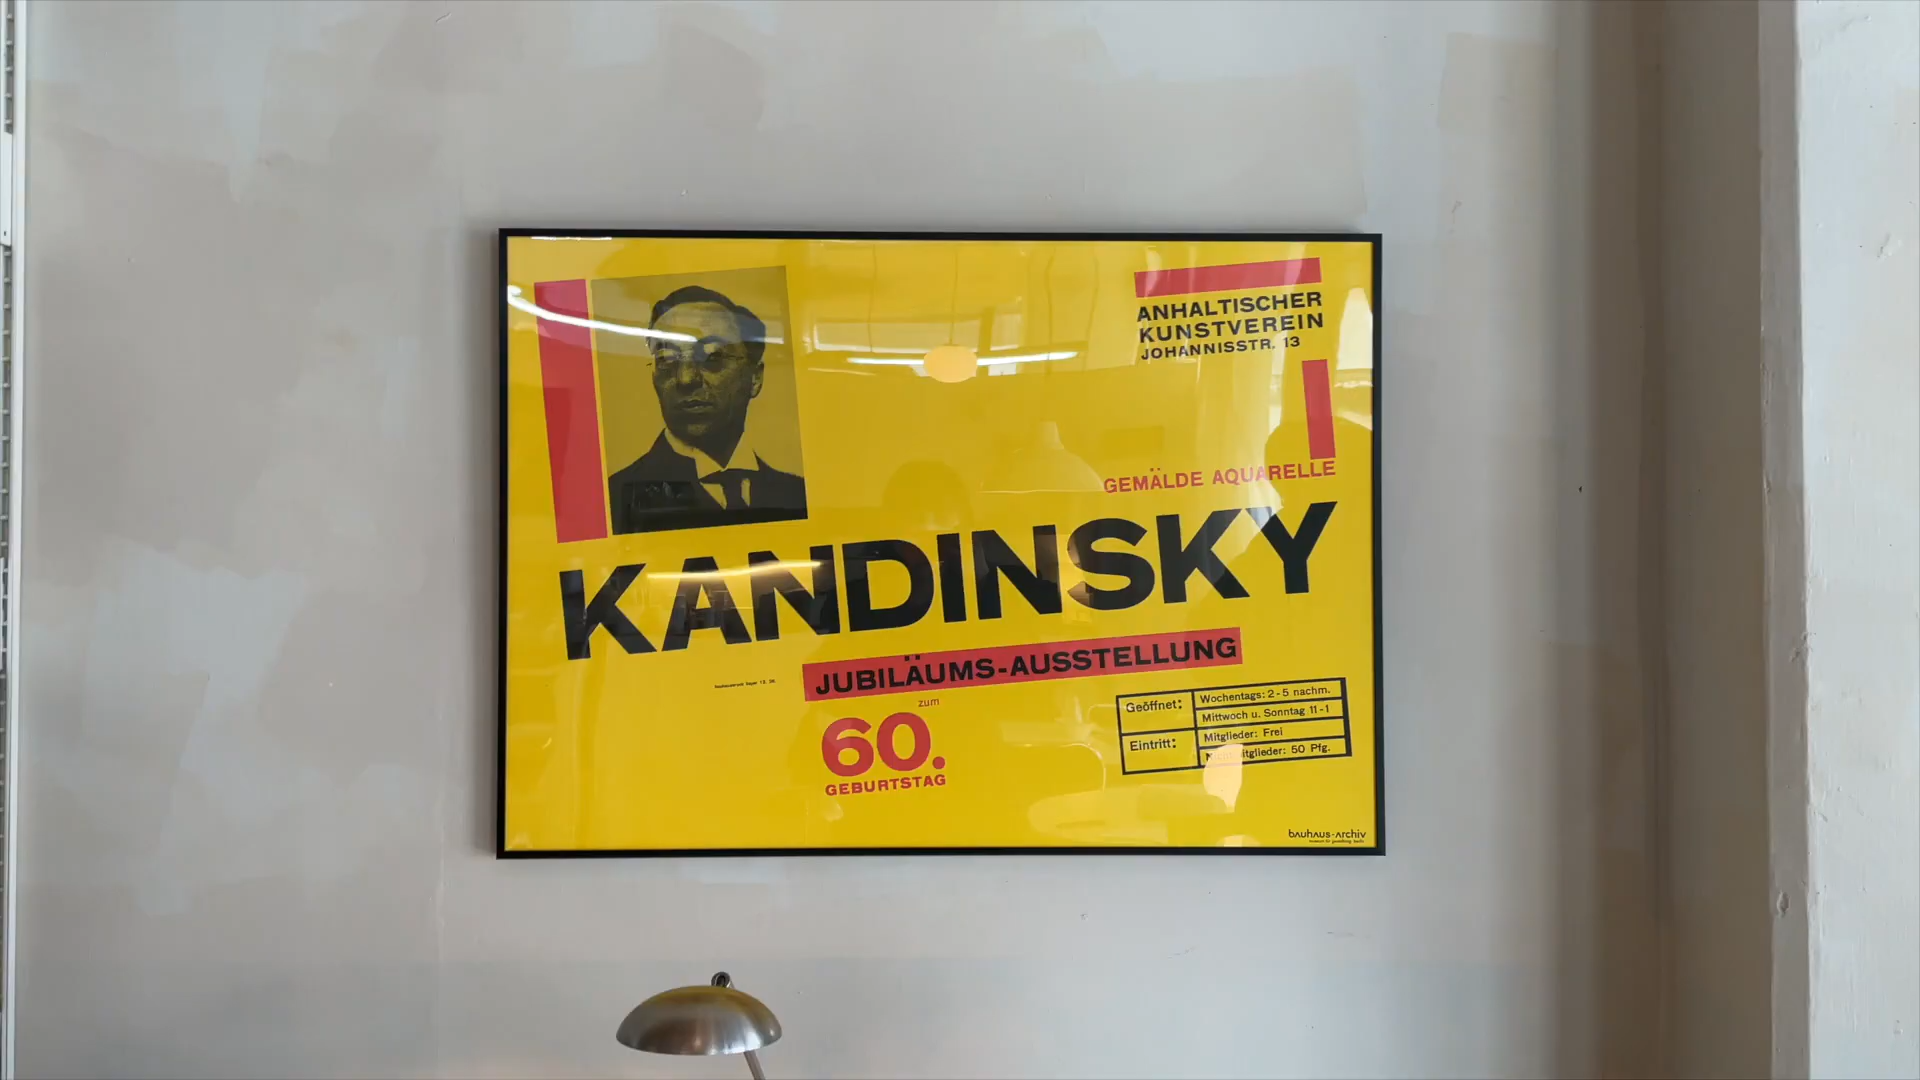 ANHALTISCHER
KUNSTVEREIN
JOHANNISSTR. 13
GEMÄLDE AQUARELLE
KANDINSKY
JUBILÄUMS-AUSSTELLUNG
zum
60.
GEBURTSTAG
Geöffnet:
Wochentags: 2-5 nachm.
Mittwoch u. Sonntag 11-1
Eintritt:
Mitglieder: Frei
Nichtmitglieder: 50 Pfg.
bauhaus-archiv